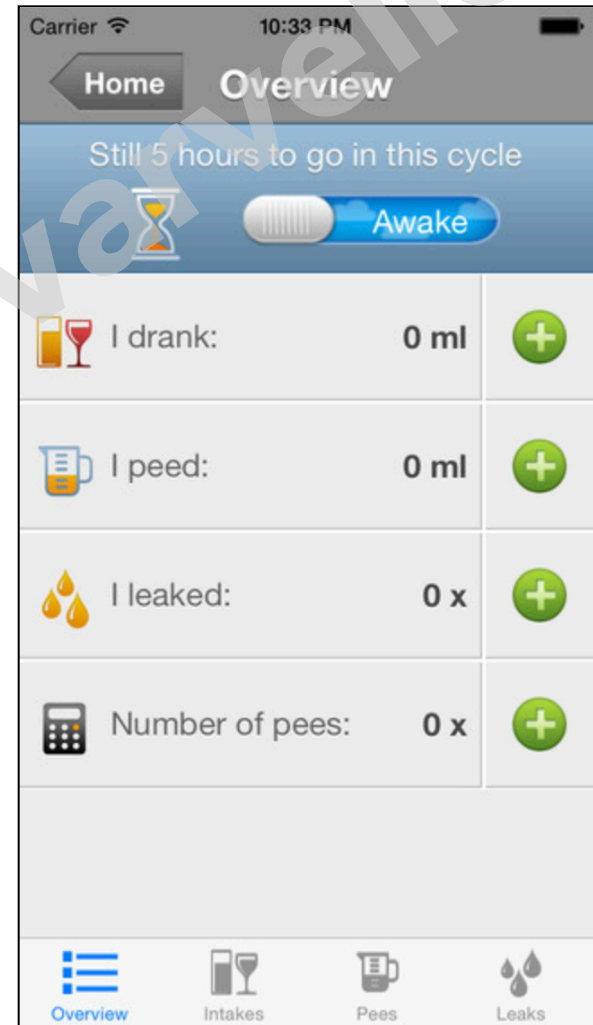 Carrier 10:33 PM
Home Overview
Still 5 hours to go in this cycle
Awake
I drank: 0 ml
I peed: 0 ml
I leaked: 0 x
Number of pees: 0 x
Overview Intakes Pees Leaks